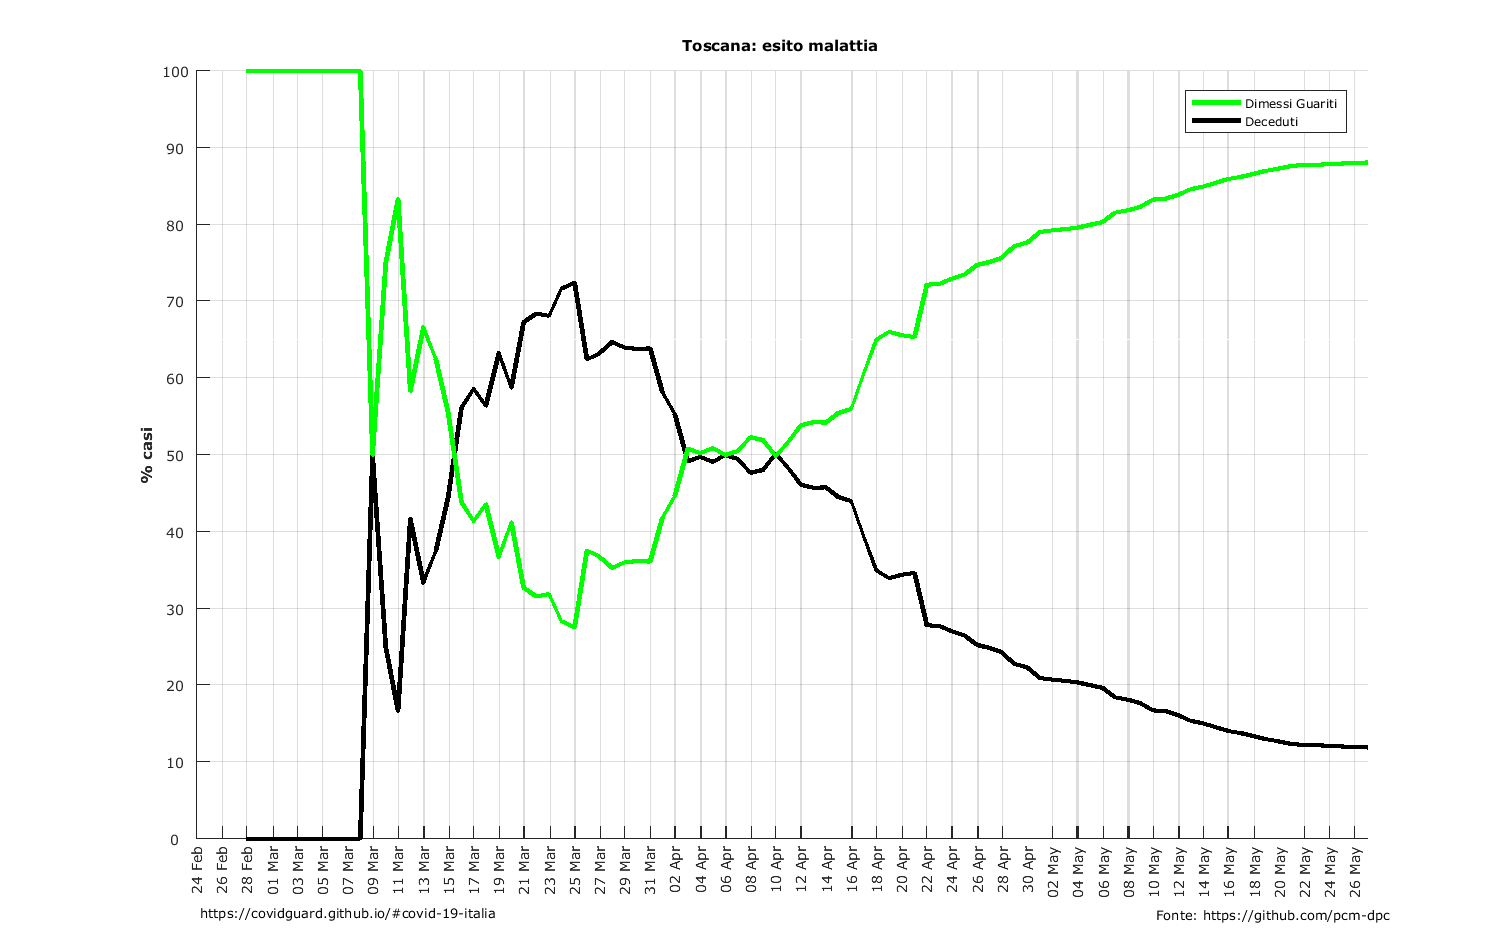 Toscana: esito malattia
100
90
80
70
60
50
40
30
20
10
0
% casi
Dimessi Guariti
Deceduti
24 Feb
26 Feb
28 Feb
01 Mar
03 Mar
05 Mar
07 Mar
09 Mar
11 Mar
13 Mar
15 Mar
17 Mar
19 Mar
21 Mar
23 Mar
25 Mar
27 Mar
29 Mar
31 Mar
02 Apr
04 Apr
06 Apr
08 Apr
10 Apr
12 Apr
14 Apr
16 Apr
18 Apr
20 Apr
22 Apr
24 Apr
26 Apr
28 Apr
30 Apr
02 May
04 May
06 May
08 May
10 May
12 May
14 May
16 May
18 May
20 May
22 May
24 May
26 May
https://covidguard.github.io/#covid-19-italia
Fonte: https://github.com/pcm-dpc